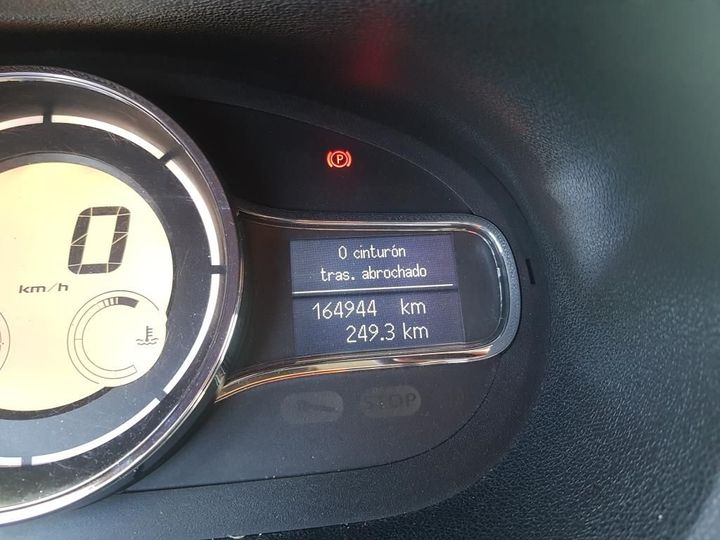 P
0
km/h
0 cinturón
tras. abrochado
164944 km
249.3 km
STOP